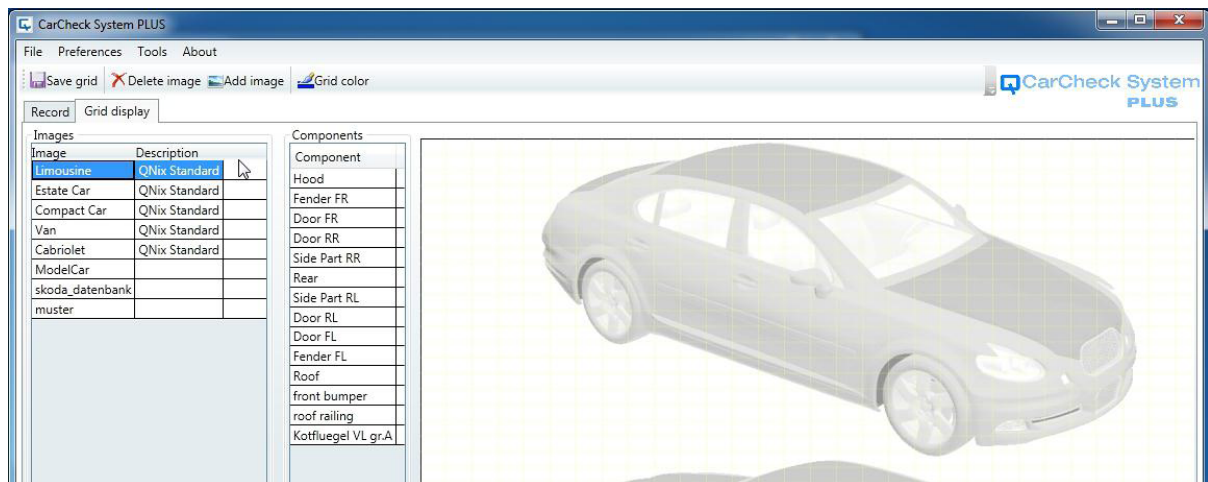 CarCheck System PLUS
File Preferences Tools About
Save grid Delete image Add image Grid color
CarCheck System
PLUS
Record Grid display
Images
Image Description
Limousine QNix Standard
Estate Car QNix Standard
Compact Car QNix Standard
Van QNix Standard
Cabriolet QNix Standard
ModelCar
skoda_datenbank
muster
Components
Component
Hood
Fender FR
Door FR
Door RR
Side Part RR
Rear
Side Part RL
Door RL
Door FL
Fender FL
Roof
front bumper
roof railing
Kotfluegel VL gr.A